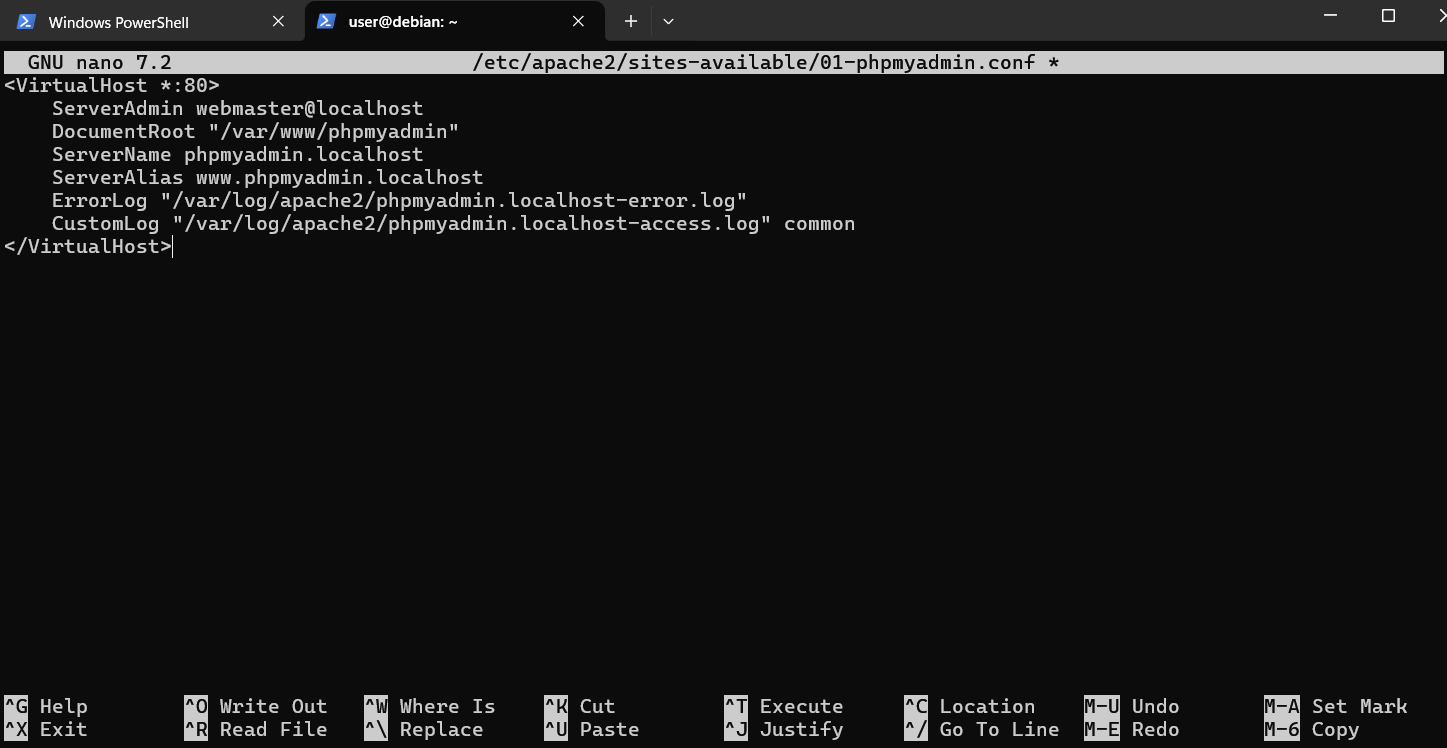 Windows PowerShell
user@debian: ~
GNU nano 7.2 /etc/apache2/sites-available/01-phpmyadmin.conf *
<VirtualHost *:80>
    ServerAdmin webmaster@localhost
    DocumentRoot "/var/www/phpmyadmin"
    ServerName phpmyadmin.localhost
    ServerAlias www.phpmyadmin.localhost
    ErrorLog "/var/log/apache2/phpmyadmin.localhost-error.log"
    CustomLog "/var/log/apache2/phpmyadmin.localhost-access.log" common
</VirtualHost>
^G Help ^O Write Out ^W Where Is ^K Cut ^T Execute ^C Location M-U Undo M-A Set Mark
^X Exit ^R Read File ^\ Replace ^U Paste ^J Justify ^/ Go To Line M-E Redo M-6 Copy